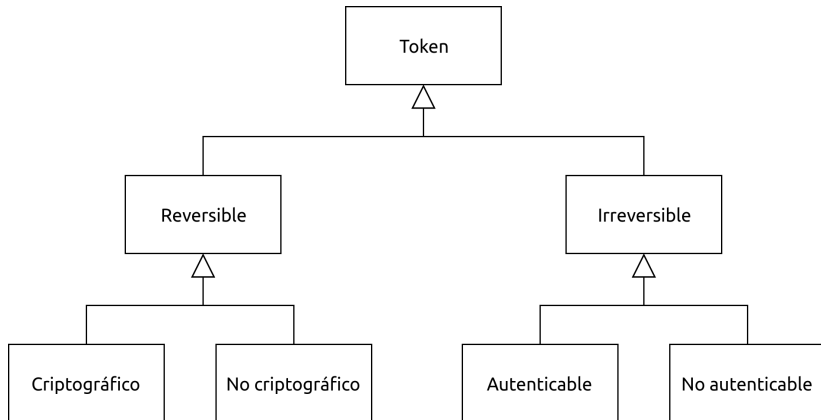 Token
Reversible
Irreversible
Criptográfico
No criptográfico
Autenticable
No autenticable